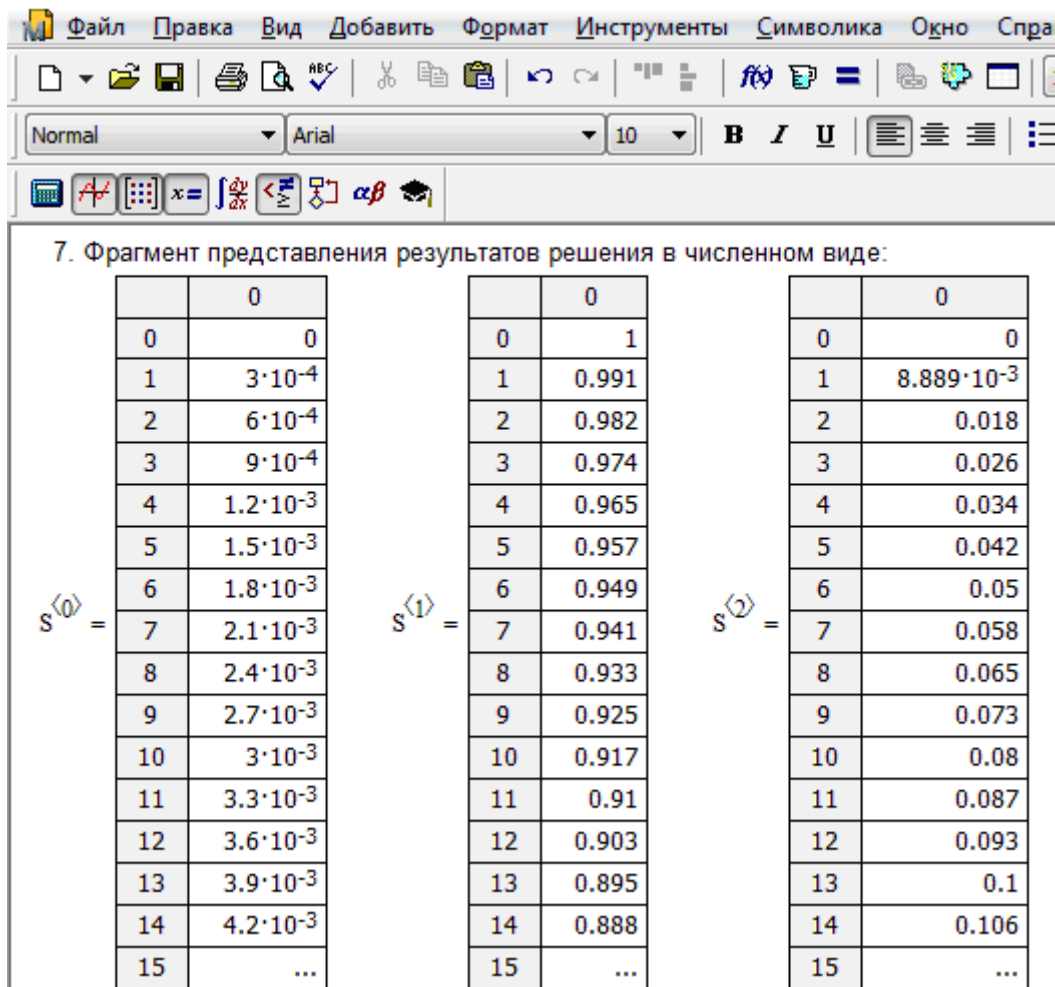 Файл Правка Вид Добавить Формат Инструменты Символика Окно
Normal Arial 10 B I U
7. Фрагмент представления результатов решения в численном виде:
0 0 0
0 0 0 1 0 0
1 3·10-4 1 0.991 1 8.889·10-3
2 6·10-4 2 0.982 2 0.018
3 9·10-4 3 0.974 3 0.026
4 1.2·10-3 4 0.965 4 0.034
5 1.5·10-3 5 0.957 5 0.042
6 1.8·10-3 6 0.949 6 0.05
S⟨0⟩ = 7 2.1·10-3 S⟨1⟩ = 7 0.941 S⟨2⟩ = 7 0.058
8 2.4·10-3 8 0.933 8 0.065
9 2.7·10-3 9 0.925 9 0.073
10 3·10-3 10 0.917 10 0.08
11 3.3·10-3 11 0.91 11 0.087
12 3.6·10-3 12 0.903 12 0.093
13 3.9·10-3 13 0.895 13 0.1
14 4.2·10-3 14 0.888 14 0.106
15 ... 15 ... 15 ...